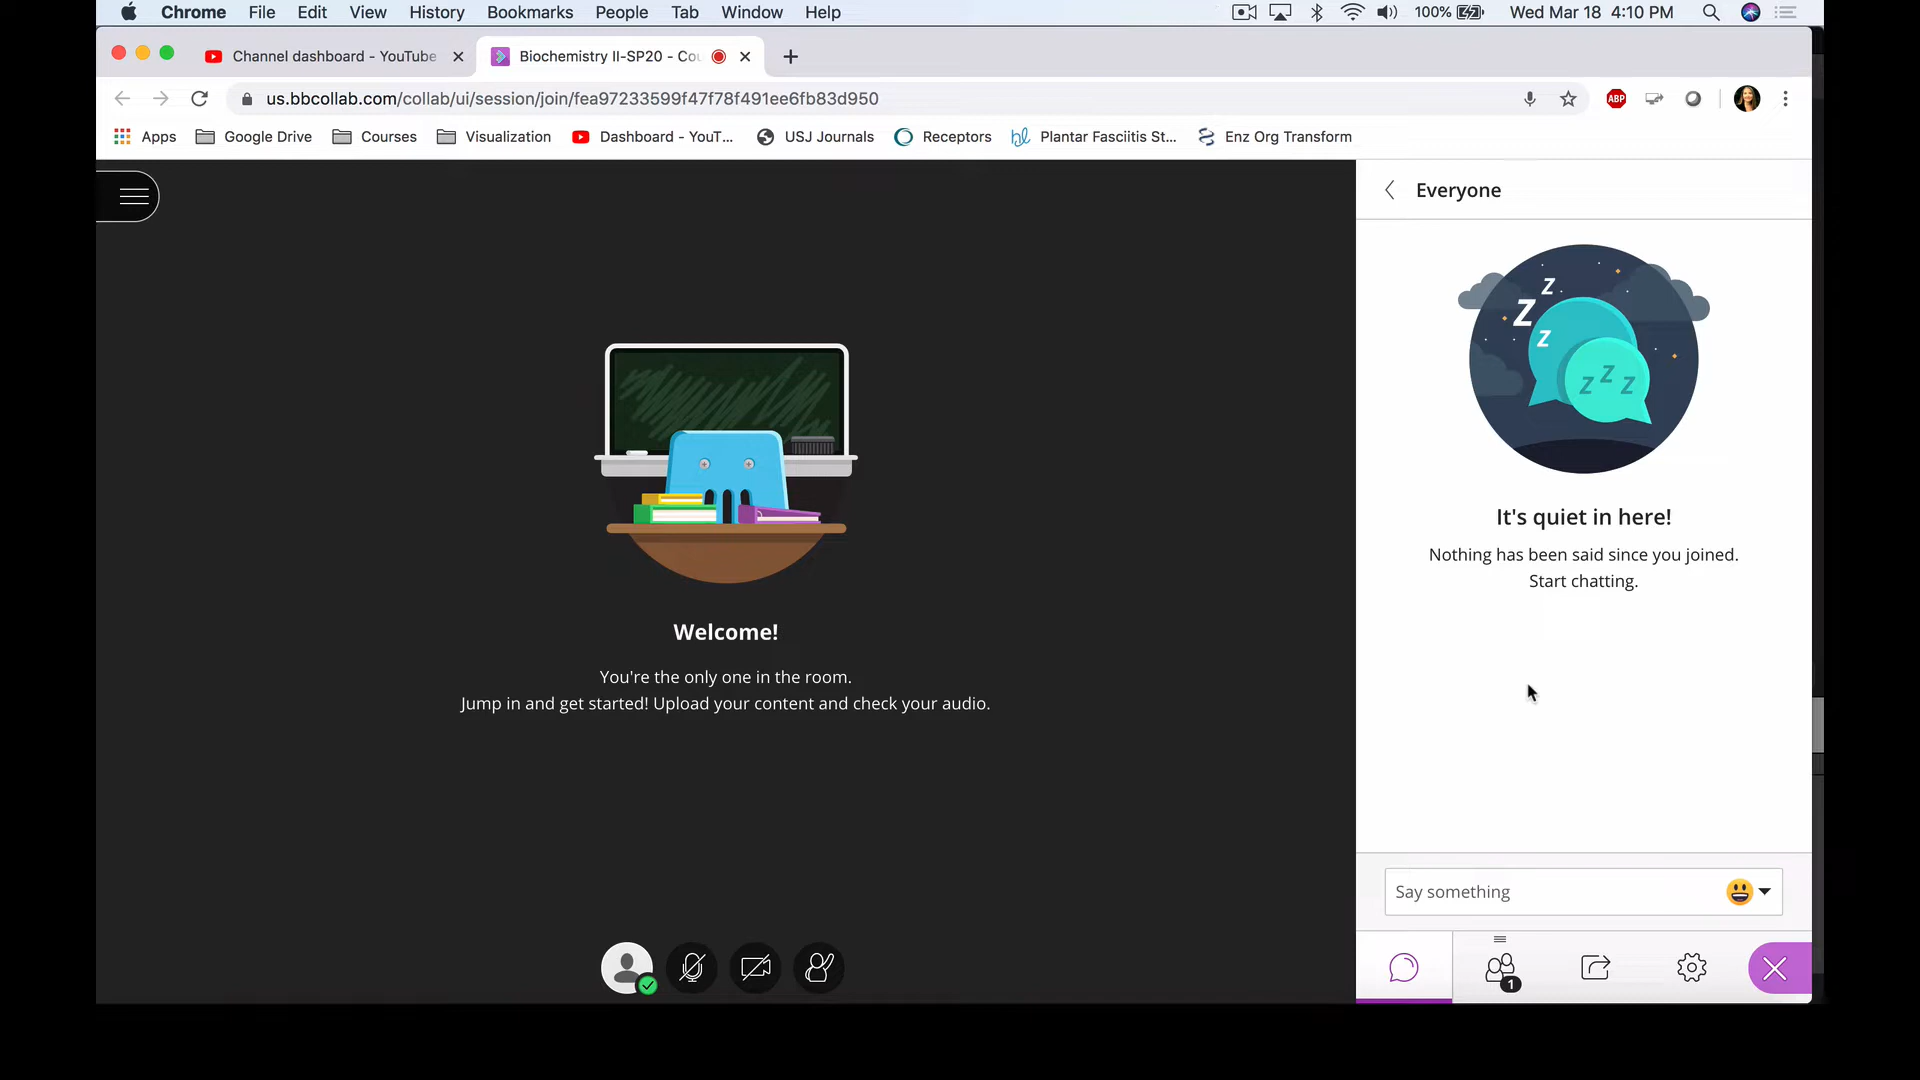 Chrome File Edit View History Bookmarks People Tab Window Help 100% Wed Mar 18 4:10 PM
Channel dashboard - YouTube Biochemistry II-SP20 - Cou
us.bbcollab.com/collab/ui/session/join/fea97233599f47f78f491ee6fb83d950 ABP
Apps Google Drive Courses Visualization Dashboard - YouT... USJ Journals Receptors bl Plantar Fasciitis St... Enz Org Transform
Everyone
z
Z
z
z z z
It's quiet in here!
Nothing has been said since you joined.
Start chatting.
Welcome!
You're the only one in the room.
Jump in and get started! Upload your content and check your audio.
Say something
1